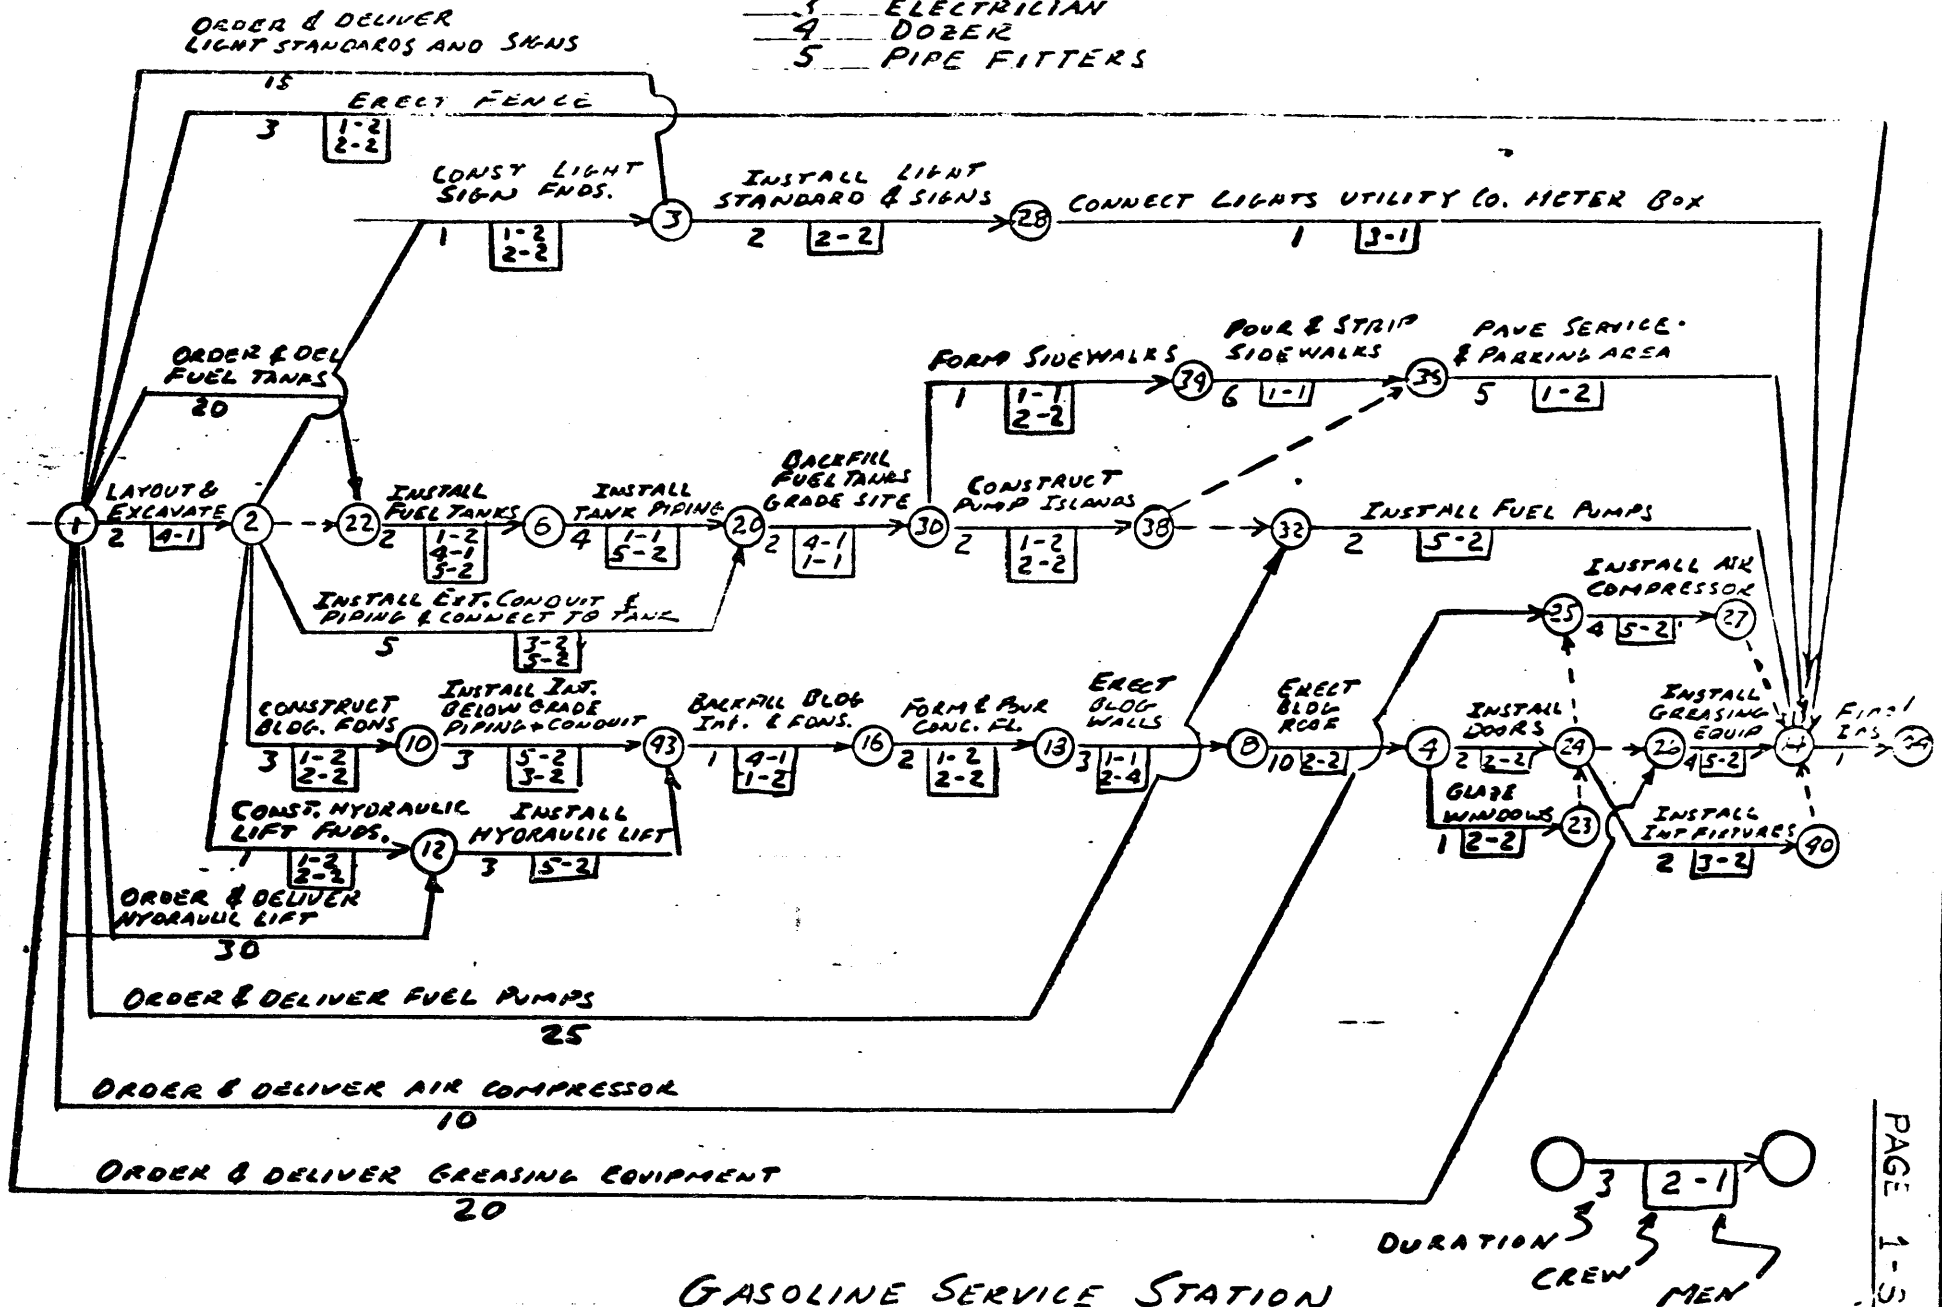 ORDER & DELIVER
LIGHT STANDARDS AND SIGNS
15
3 ELECTRICIAN
4 DOZER
5 PIPE FITTERS
ERECT FENCE
3
1-2
2-2
CONST LIGHT
SIGN FNDS.
1
1-2
2-2
3
INSTALL LIGHT
STANDARD & SIGNS
2
2-2
28
CONNECT LIGHTS UTILITY CO. METER BOX
1
3-1
ORDER & DEL
FUEL TANKS
20
FORM SIDEWALKS
1
1-1
2-2
34
POUR & STRIP
SIDEWALKS
6
1-1
35
PAVE SERVICE
& PARKING AREA
5
1-2
1
LAYOUT &
EXCAVATE
2
4-1
2
22
INSTALL
FUEL TANKS
2
1-2
4-1
5-2
6
INSTALL
TANK PIPING
4
1-1
5-2
20
BACKFILL
FUEL TANKS
GRADE SITE
2
4-1
1-1
30
CONSTRUCT
PUMP ISLANDS
2
1-2
2-2
38
32
INSTALL FUEL PUMPS
2
5-2
INSTALL EXT. CONDUIT &
PIPING & CONNECT TO TANK
5
3-2
5-2
25
INSTALL AIR
COMPRESSOR
4
5-2
27
CONSTRUCT
BLDG. FDNS
3
1-2
2-2
10
INSTALL INT.
BELOW GRADE
PIPING + CONDUIT
3
5-2
3-2
43
BACKFILL BLDG
INT. & FDNS.
1
4-1
1-2
16
FORM & POUR
CONC. FL.
2
1-2
2-2
13
ERECT
BLDG
WALLS
3
1-1
2-4
8
ERECT
BLDG
ROOF
10
2-2
4
INSTALL
DOORS
2
2-2
24
26
INSTALL
GREASING
EQUIP
4
5-2
14
FINAL
INS
1
GLAZE
WINDOWS
1
2-2
23
INSTALL
INT FIXTURES
2
3-2
40
CONST. HYDRAULIC
LIFT FNDS.
1
1-2
2-2
12
INSTALL
HYDRAULIC LIFT
3
5-2
ORDER & DELIVER
HYDRAULIC LIFT
30
ORDER & DELIVER FUEL PUMPS
25
ORDER & DELIVER AIR COMPRESSOR
10
ORDER & DELIVER GREASING EQUIPMENT
20
3
2-1
DURATION
CREW
MEN
GASOLINE SERVICE STATION
PAGE 1-5